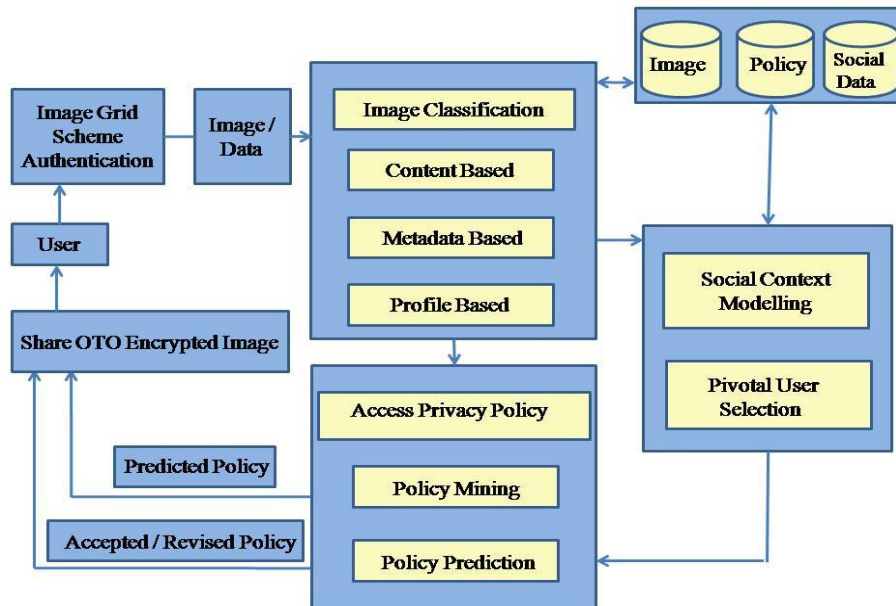 Image
Policy
Social
Data
Image Grid
Scheme
Authentication
Image /
Data
Image Classification
Content Based
Metadata Based
Profile Based
User
Share OTO Encrypted Image
Social Context
Modelling
Pivotal User
Selection
Access Privacy Policy
Policy Mining
Policy Prediction
Predicted Policy
Accepted / Revised Policy